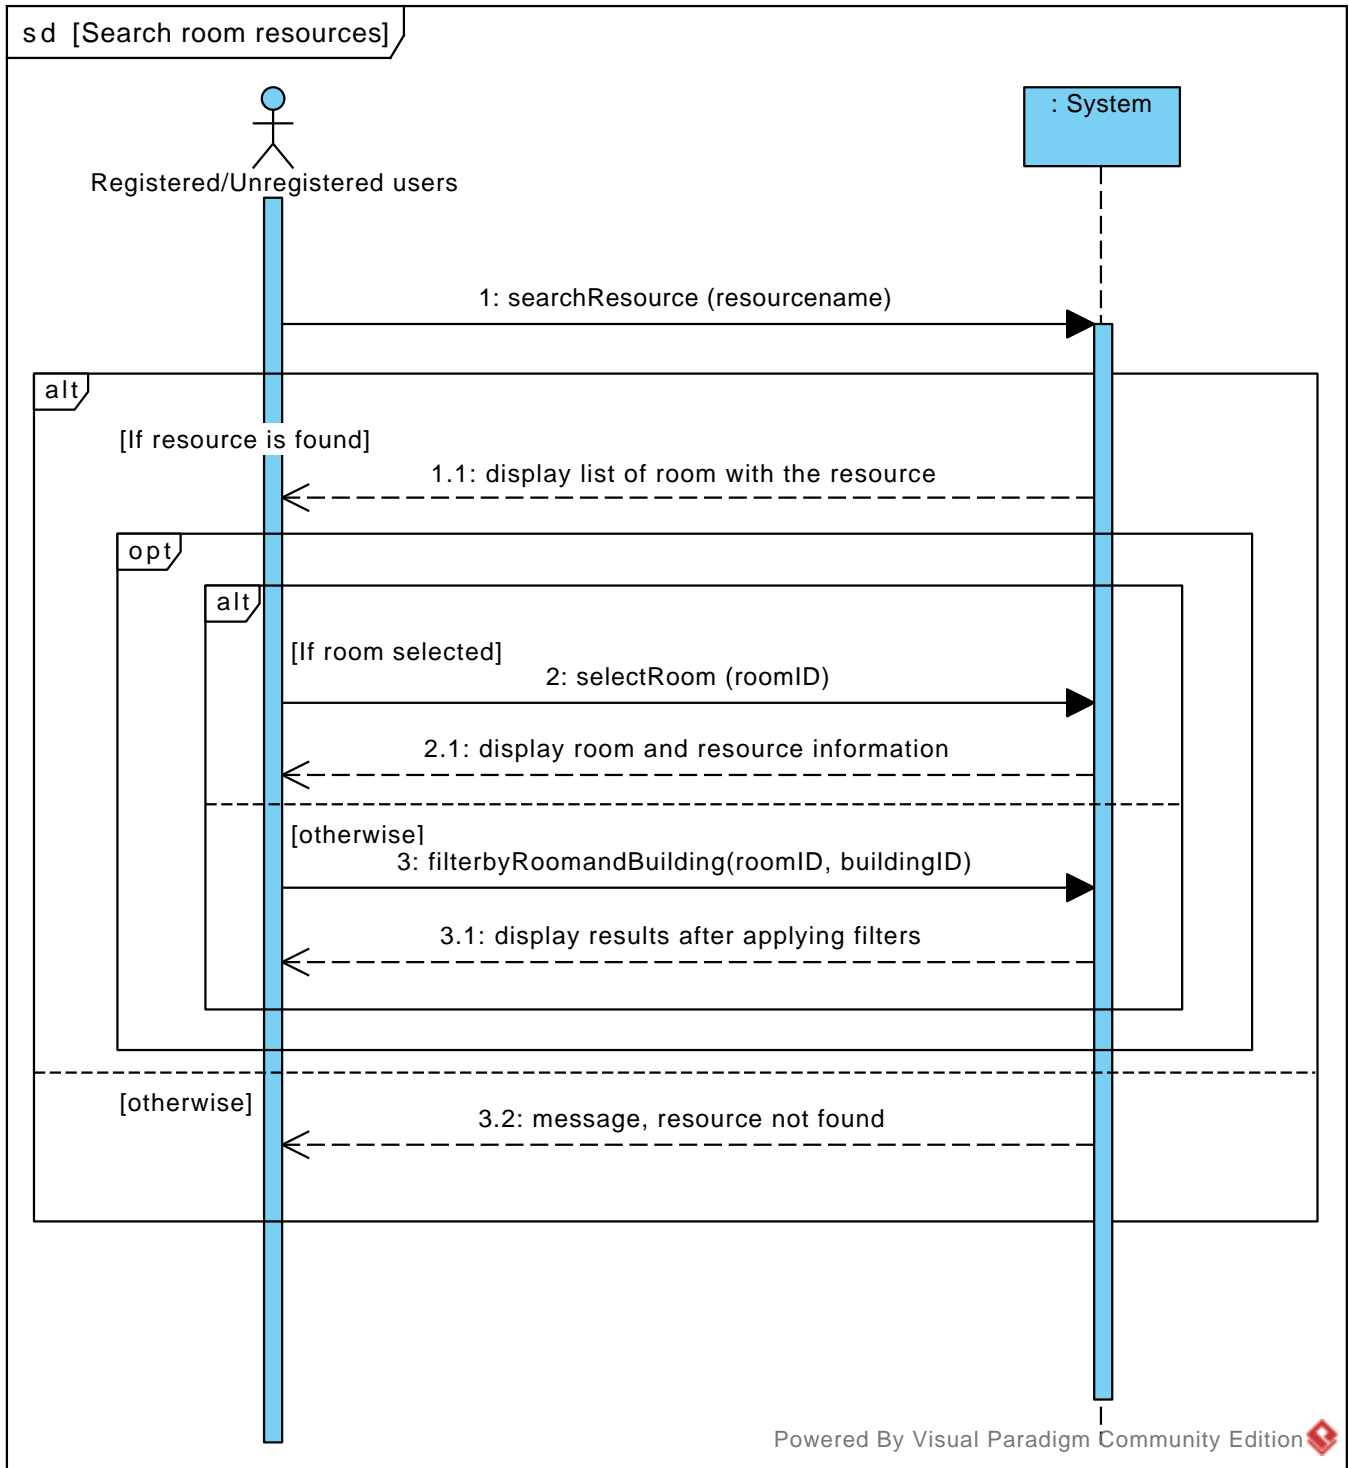 sd [Search room resources]
: System
Registered/Unregistered users
1: searchResource (resourcename)
alt
[If resource is found]
1.1: display list of room with the resource
opt
alt
[If room selected]
2: selectRoom (roomID)
2.1: display room and resource information
[otherwise]
3: filterbyRoomandBuilding(roomID, buildingID)
3.1: display results after applying filters
[otherwise]
3.2: message, resource not found
Powered By Visual Paradigm Community Edition